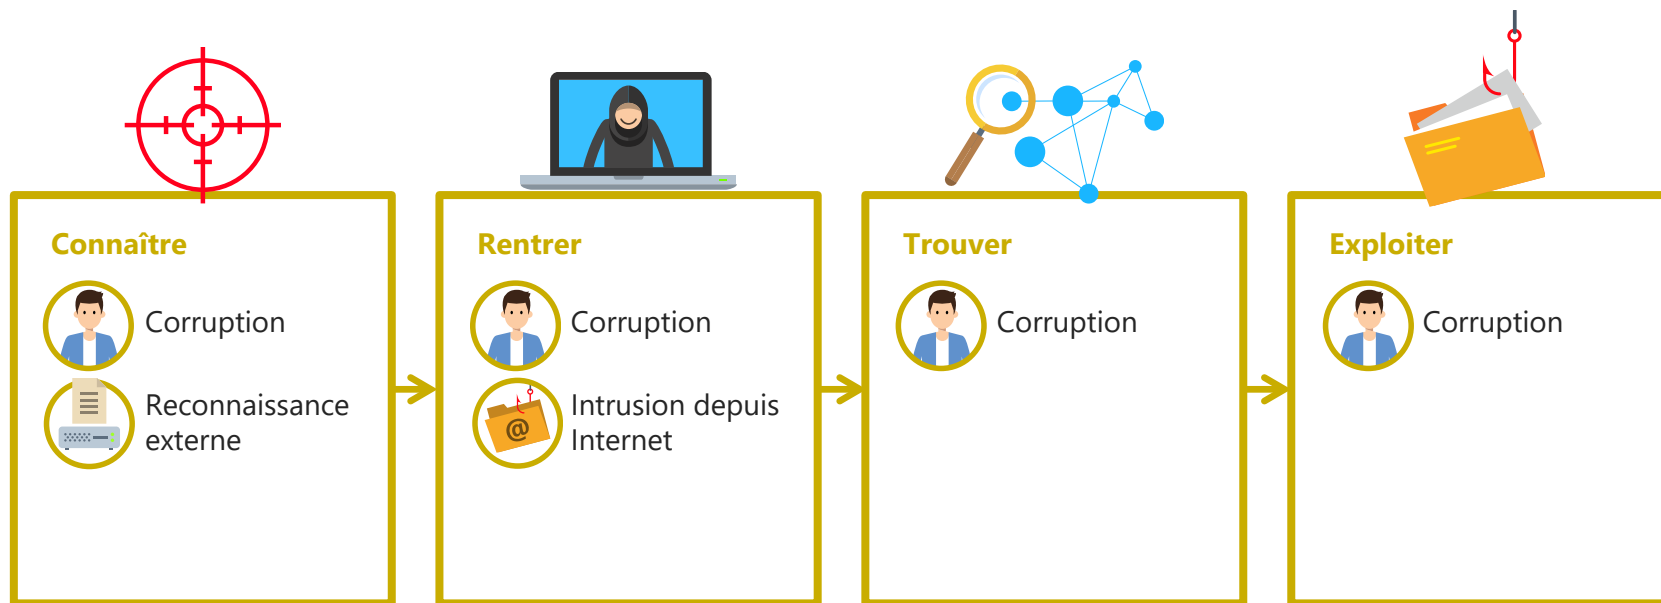 Connaître
Corruption
Reconnaissance
externe
Rentrer
Corruption
@
Intrusion depuis
Internet
Trouver
Corruption
Exploiter
Corruption